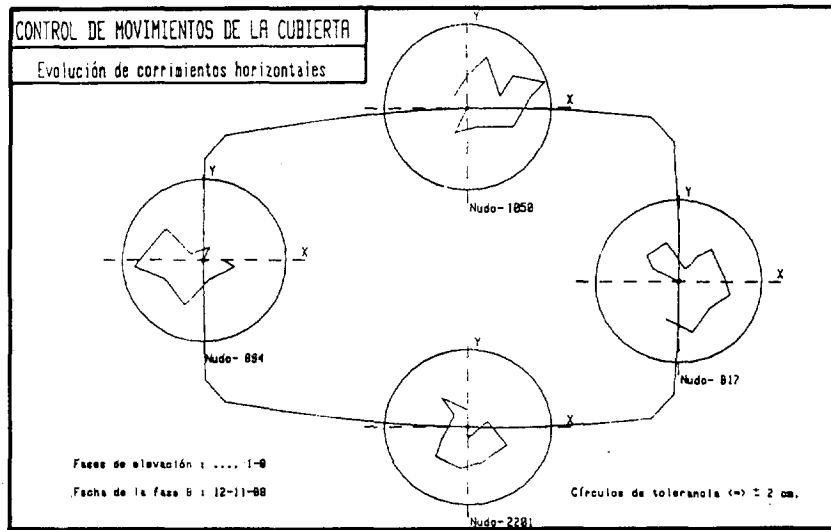 CONTROL DE MOVIMIENTOS DE LA CUBIERTA
Evolución de corrimientos horizontales
Y
X
Nudo-1050
Y
X
Nudo- 894
Y
X
Nudo- 817
Y
X
Nudo-2201
Fases de elevación : .... 1-8
Fecha de la fase 8 : 12-11-88
Círculos de tolerancia <=> ± 2 cm.